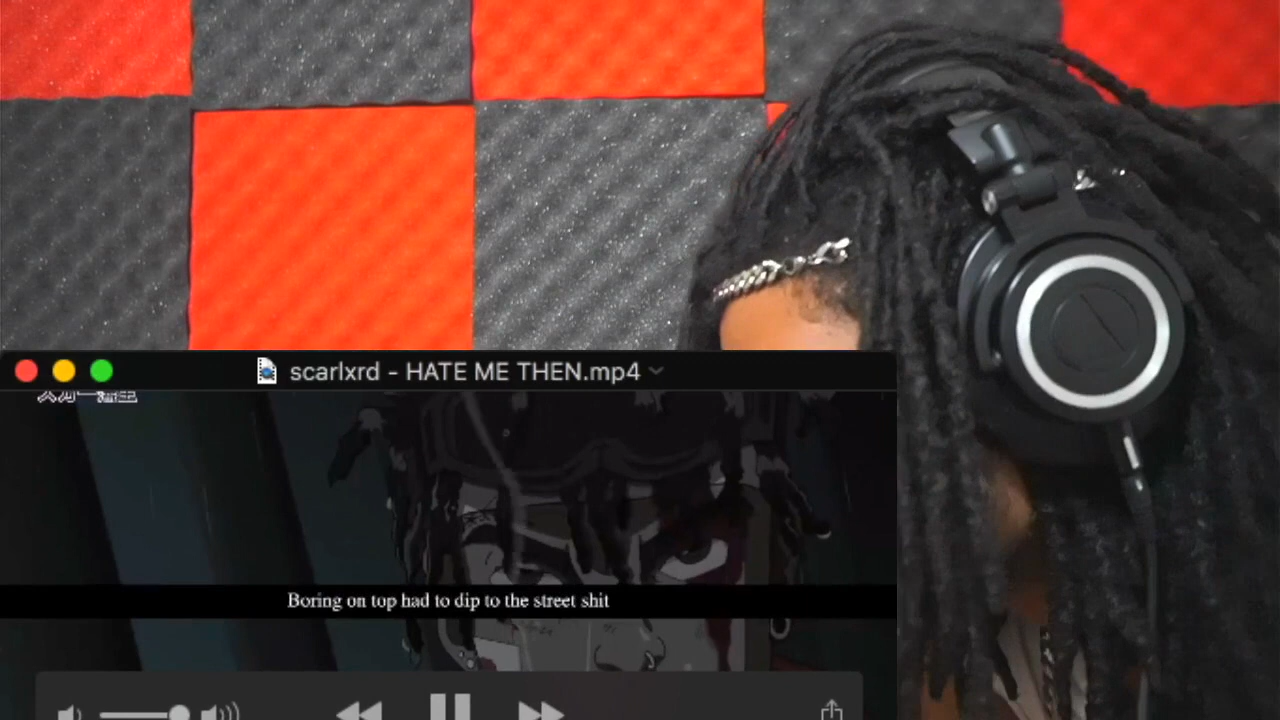 scarlxrd - HATE ME THEN.mp4
Boring on top had to dip to the street shit